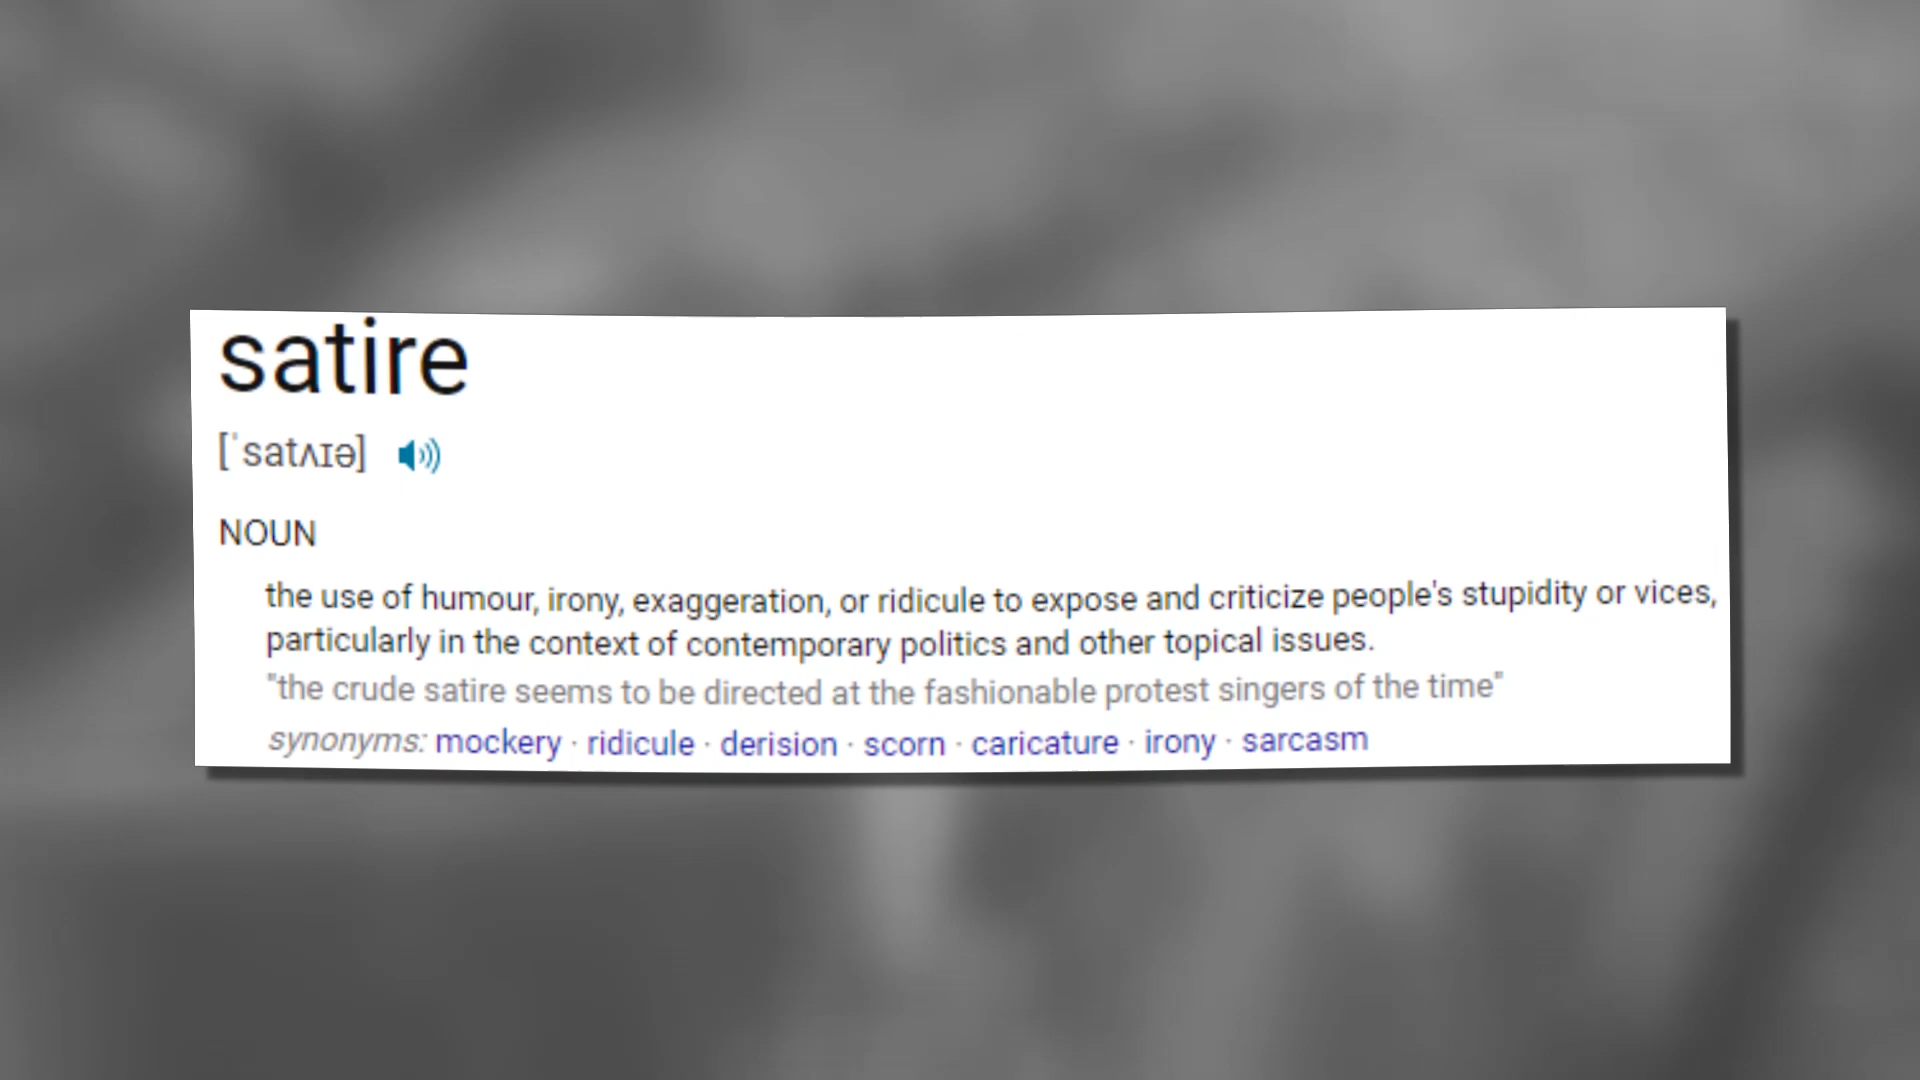 satire
[ˈsatʌɪə]
NOUN
the use of humour, irony, exaggeration, or ridicule to expose and criticize people's stupidity or vices,
particularly in the context of contemporary politics and other topical issues.
"the crude satire seems to be directed at the fashionable protest singers of the time"
synonyms: mockery · ridicule · derision · scorn · caricature · irony · sarcasm